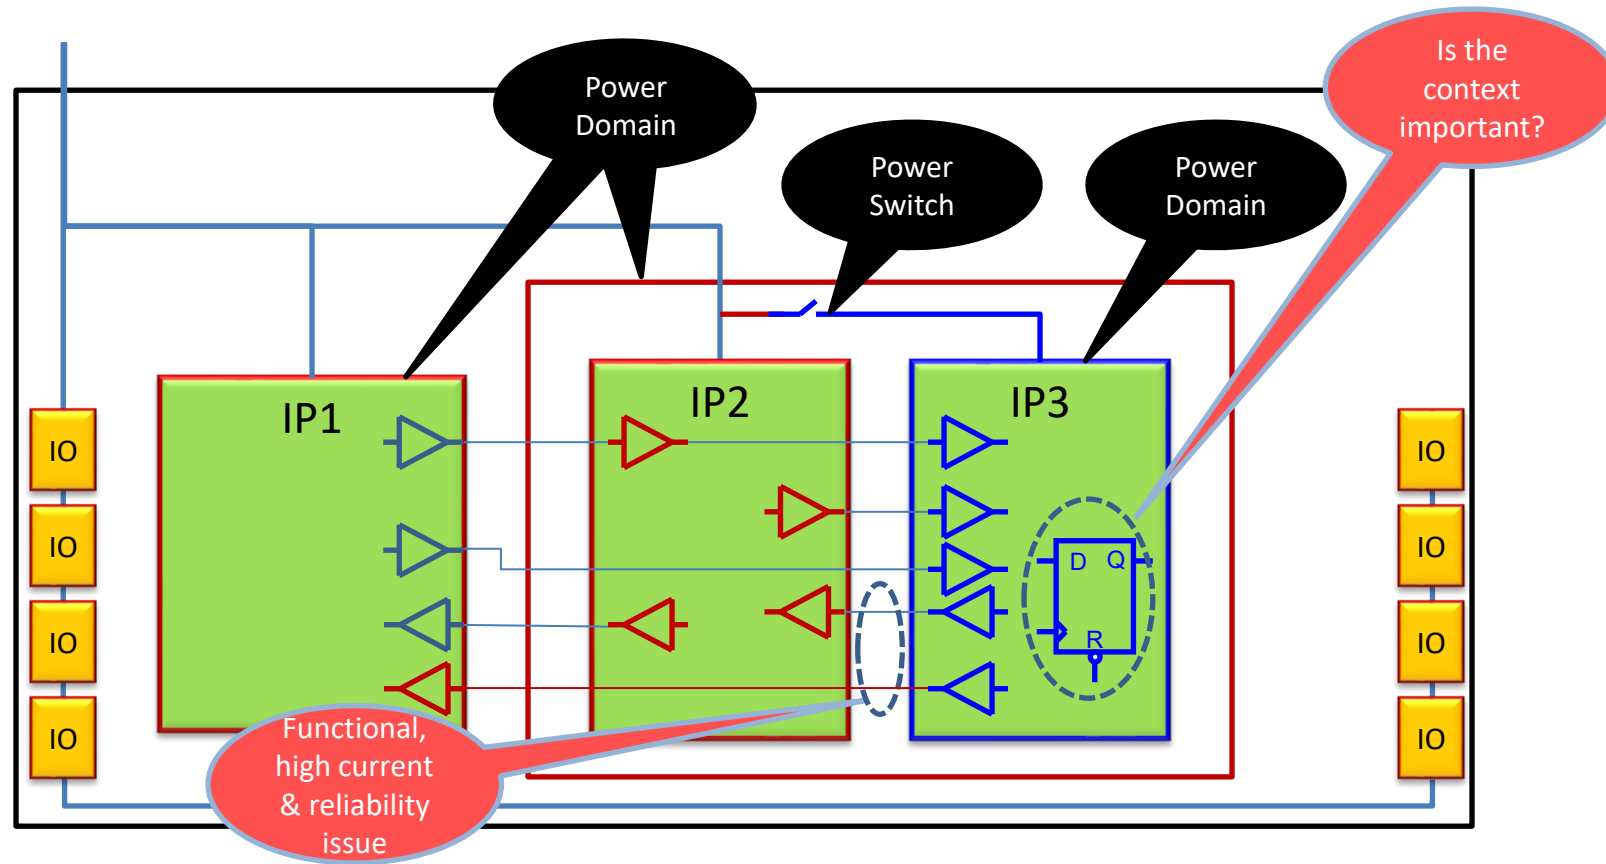 Is the
context
important?
Power
Domain
Power
Switch
Power
Domain
IP1
IP2
IP3
IO
IO
IO
IO
IO
IO
IO
IO
D Q
R
Functional,
high current
& reliability
issue